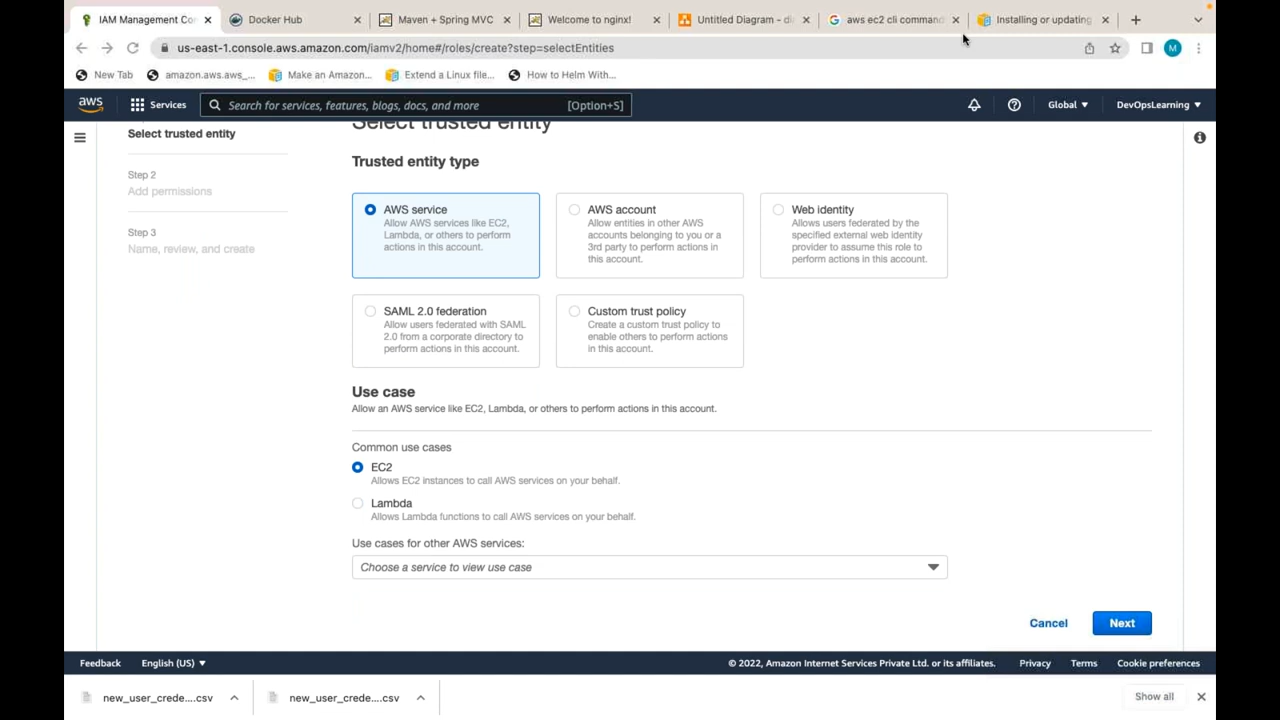 IAM Management Co
Docker Hub
Maven + Spring MVC
Welcome to nginx!
Untitled Diagram - di
aws ec2 cli command
Installing or updating
us-east-1.console.aws.amazon.com/iamv2/home#/roles/create?step=selectEntities
M
New Tab
amazon.aws.aws_...
Make an Amazon...
Extend a Linux file...
How to Helm With...
aws
Services
Search for services, features, blogs, docs, and more
[Option+S]
Global
DevOpsLearning
Select trusted entity
Step 2
Add permissions
Step 3
Name, review, and create
Select trusted entity
Trusted entity type
AWS service
Allow AWS services like EC2,
Lambda, or others to perform
actions in this account.
AWS account
Allow entities in other AWS
accounts belonging to you or a
3rd party to perform actions in
this account.
Web identity
Allows users federated by the
specified external web identity
provider to assume this role to
perform actions in this account.
SAML 2.0 federation
Allow users federated with SAML
2.0 from a corporate directory to
perform actions in this account.
Custom trust policy
Create a custom trust policy to
enable others to perform actions
in this account.
Use case
Allow an AWS service like EC2, Lambda, or others to perform actions in this account.
Common use cases
EC2
Allows EC2 instances to call AWS services on your behalf.
Lambda
Allows Lambda functions to call AWS services on your behalf.
Use cases for other AWS services:
Choose a service to view use case
Cancel
Next
Feedback
English (US)
© 2022, Amazon Internet Services Private Ltd. or its affiliates.
Privacy
Terms
Cookie preferences
new_user_crede....csv
new_user_crede....csv
Show all